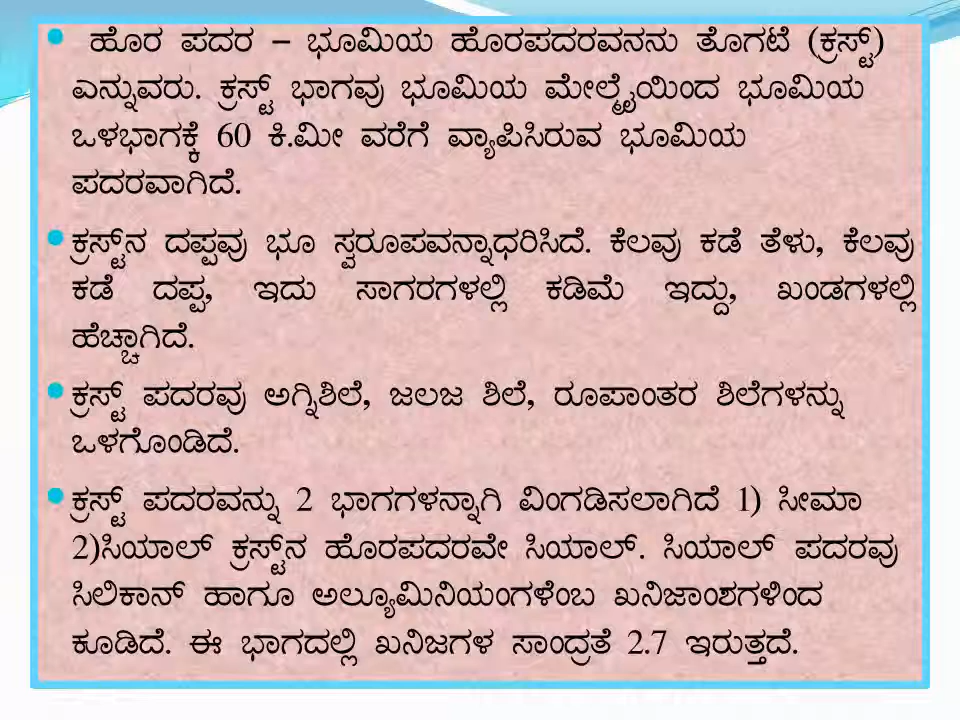 • ಹೊರ ಪದರ – ಭೂಮಿಯ ಹೊರಪದರವನನು ತೊಗಟೆ (ಕ್ರಸ್ಟ್)
ಎನ್ನುವರು. ಕ್ರಸ್ಟ್ ಭಾಗವು ಭೂಮಿಯ ಮೇಲ್ಮೈಯಿಂದ ಭೂಮಿಯ
ಒಳಭಾಗಕ್ಕೆ 60 ಕಿ.ಮೀ ವರೆಗೆ ವ್ಯಾಪಿಸಿರುವ ಭೂಮಿಯ
ಪದರವಾಗಿದೆ.
• ಕ್ರಸ್ಟ್‌ನ ದಪ್ಪವು ಭೂ ಸ್ವರೂಪವನ್ನಾಧರಿಸಿದೆ. ಕೆಲವು ಕಡೆ ತೆಳು, ಕೆಲವು
ಕಡೆ ದಪ್ಪ, ಇದು ಸಾಗರಗಳಲ್ಲಿ ಕಡಿಮೆ ಇದ್ದು, ಖಂಡಗಳಲ್ಲಿ
ಹೆಚ್ಚಾಗಿದೆ.
• ಕ್ರಸ್ಟ್ ಪದರವು ಅಗ್ನಿಶಿಲೆ, ಜಲಜ ಶಿಲೆ, ರೂಪಾಂತರ ಶಿಲೆಗಳನ್ನು
ಒಳಗೊಂಡಿದೆ.
• ಕ್ರಸ್ಟ್ ಪದರವನ್ನು 2 ಭಾಗಗಳನ್ನಾಗಿ ವಿಂಗಡಿಸಲಾಗಿದೆ 1) ಸೀಮಾ
2)ಸಿಯಾಲ್ ಕ್ರಸ್ಟ್‌ನ ಹೊರಪದರವೇ ಸಿಯಾಲ್. ಸಿಯಾಲ್ ಪದರವು
ಸಿಲಿಕಾನ್ ಹಾಗೂ ಅಲ್ಯೂಮಿನಿಯಂಗಳೆಂಬ ಖನಿಜಾಂಶಗಳಿಂದ
ಕೂಡಿದೆ. ಈ ಭಾಗದಲ್ಲಿ ಖನಿಜಗಳ ಸಾಂದ್ರತೆ 2.7 ಇರುತ್ತದೆ.